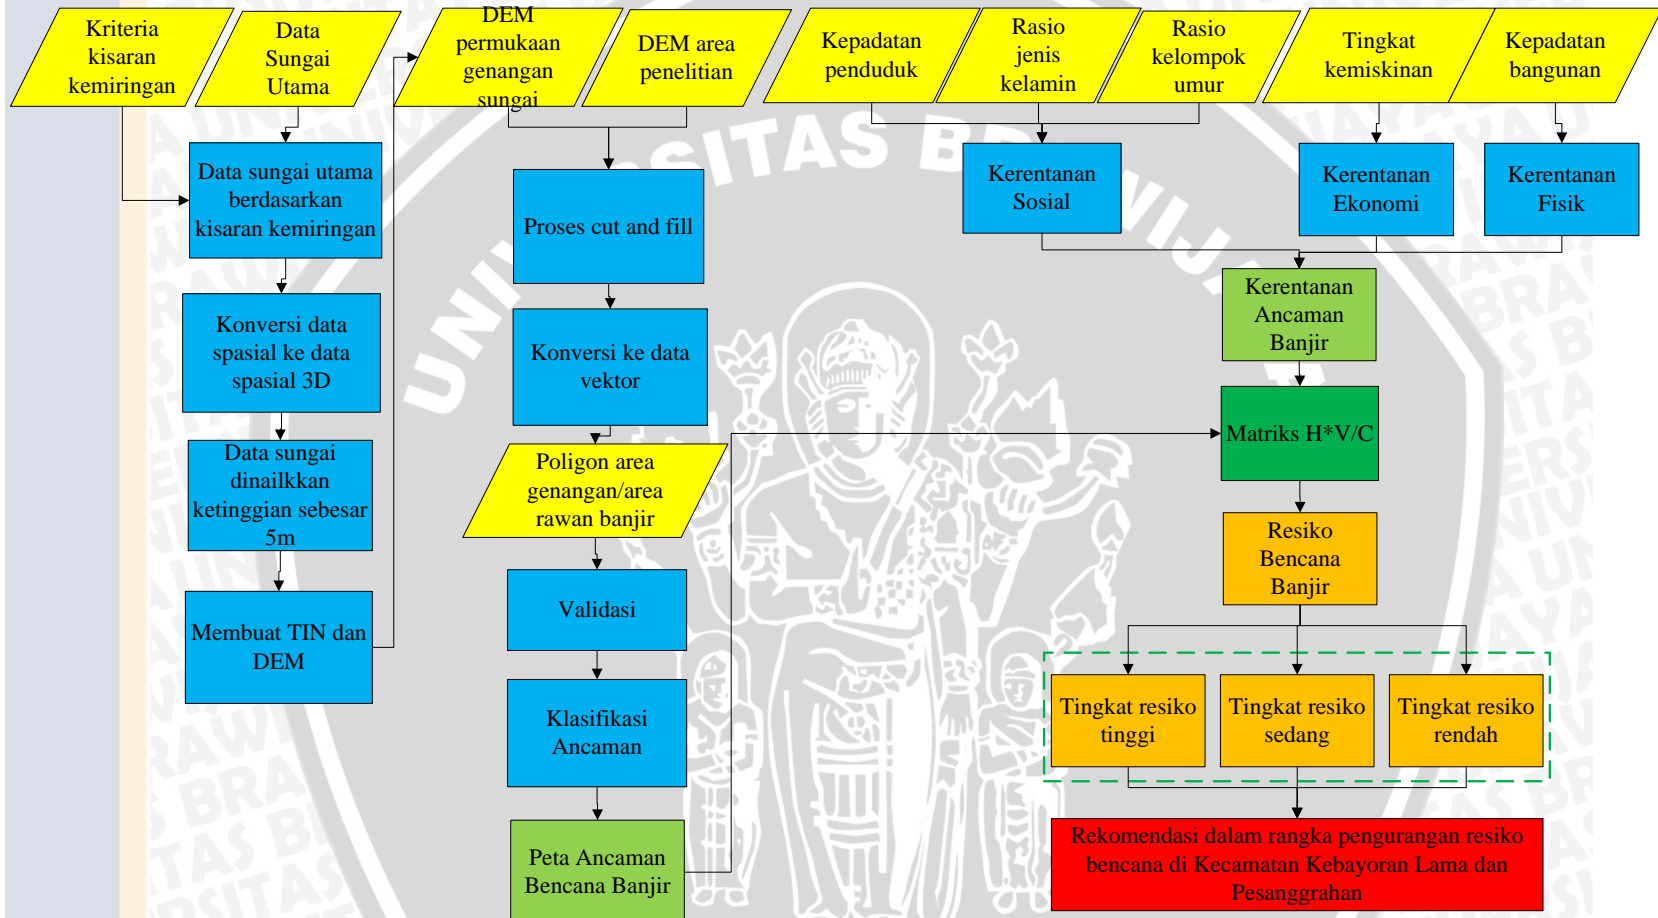 Kriteria
kisaran
kemiringan
Data
Sungai
Utama
DEM
permukaan
genangan
sungai
DEM area
penelitian
Kepadatan
penduduk
Rasio
jenis
kelamin
Rasio
kelompok
umur
Tingkat
kemiskinan
Kepadatan
bangunan
Data sungai utama
berdasarkan
kisaran kemiringan
Konversi data
spasial ke data
spasial 3D
Data sungai
dinailkkan
ketinggian sebesar
5m
Membuat TIN dan
DEM
Proses cut and fill
Konversi ke data
vektor
Poligon area
genangan/area
rawan banjir
Validasi
Klasifikasi
Ancaman
Peta Ancaman
Bencana Banjir
Kerentanan
Sosial
Kerentanan
Ekonomi
Kerentanan
Fisik
Kerentanan
Ancaman
Banjir
Matriks H*V/C
Resiko
Bencana
Banjir
Tingkat resiko
tinggi
Tingkat resiko
sedang
Tingkat resiko
rendah
Rekomendasi dalam rangka pengurangan resiko
bencana di Kecamatan Kebayoran Lama dan
Pesanggrahan